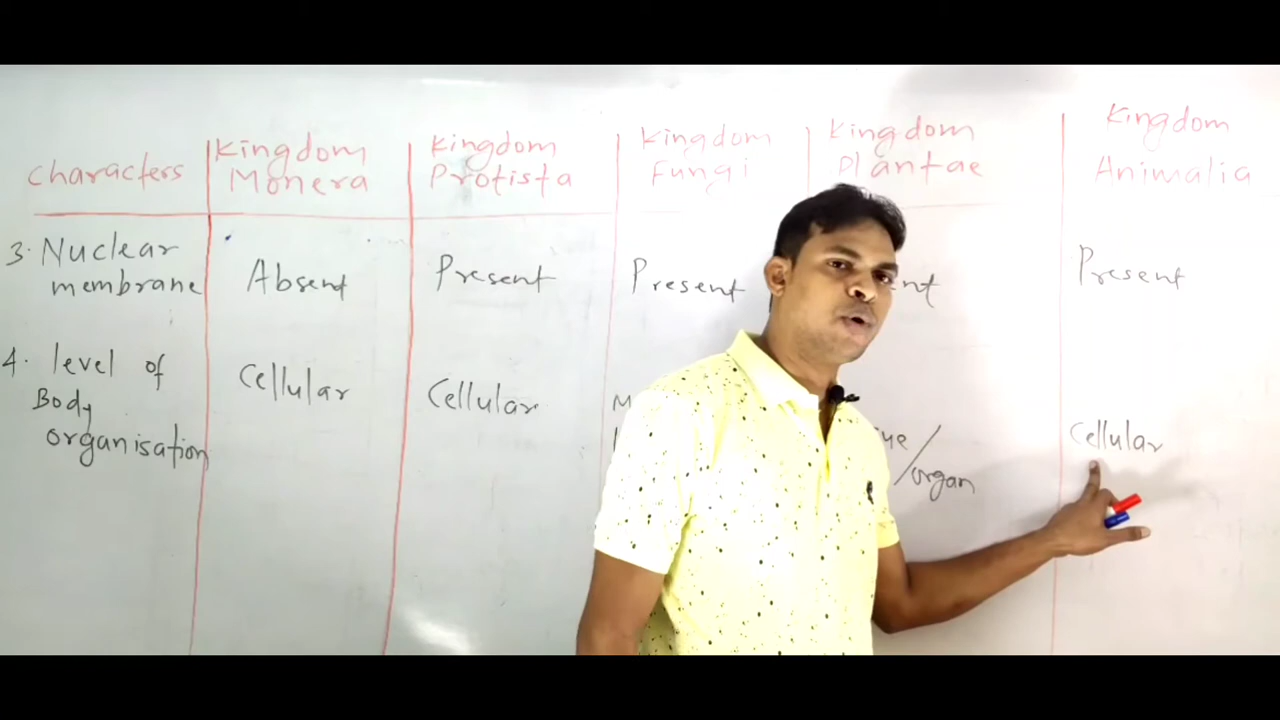 Characters
Kingdom
Monera
Kingdom
Protista
Kingdom
Fungi
Kingdom
Plantae
Kingdom
Animalia
3. Nuclear
membrane
Absent
Present
Present
Present
4. level of
Body
organisation
Cellular
Cellular
/organ
Cellular